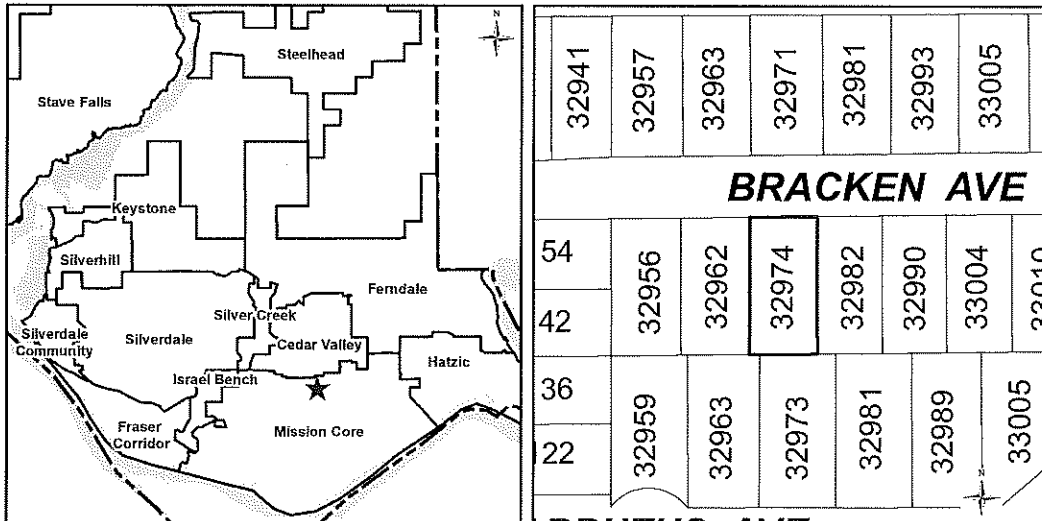 N
Steelhead
Stave Falls
Keystone
Silverhill
Ferndale
Silver Creek
Silverdale
Community
Silverdale
Cedar Valley
Hatzic
Israel Bench
Fraser
Corridor
Mission Core
32941
32957
32963
32971
32981
32993
33005
BRACKEN AVE
54
42
32956
32962
32974
32982
32990
33004
36
22
32959
32963
32973
32981
32989
33005
N
AVE